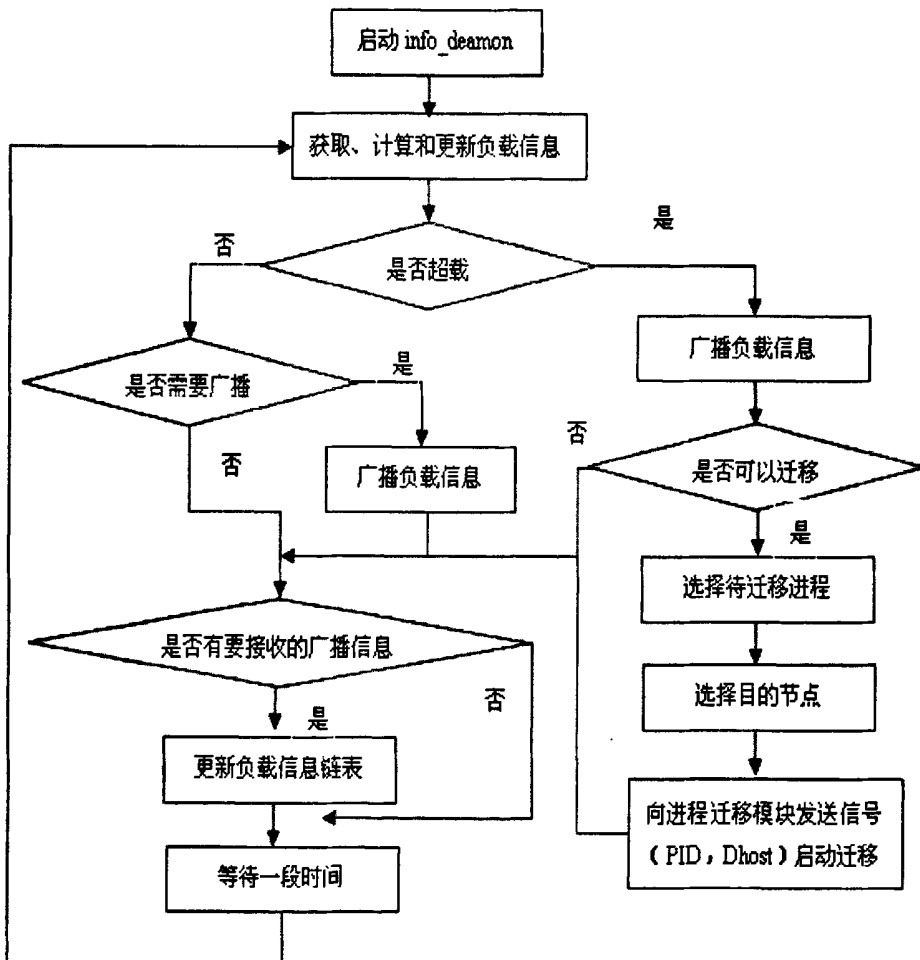 启动 info_deamon
获取、计算和更新负载信息
是
否
是否超载
广播负载信息
是否需要广播
是
否
广播负载信息
否
是否可以迁移
是
选择待迁移进程
是否有要接收的广播信息
否
是
选择目的节点
更新负载信息链表
向进程迁移模块发送信号
（PID，Dhost）启动迁移
等待一段时间